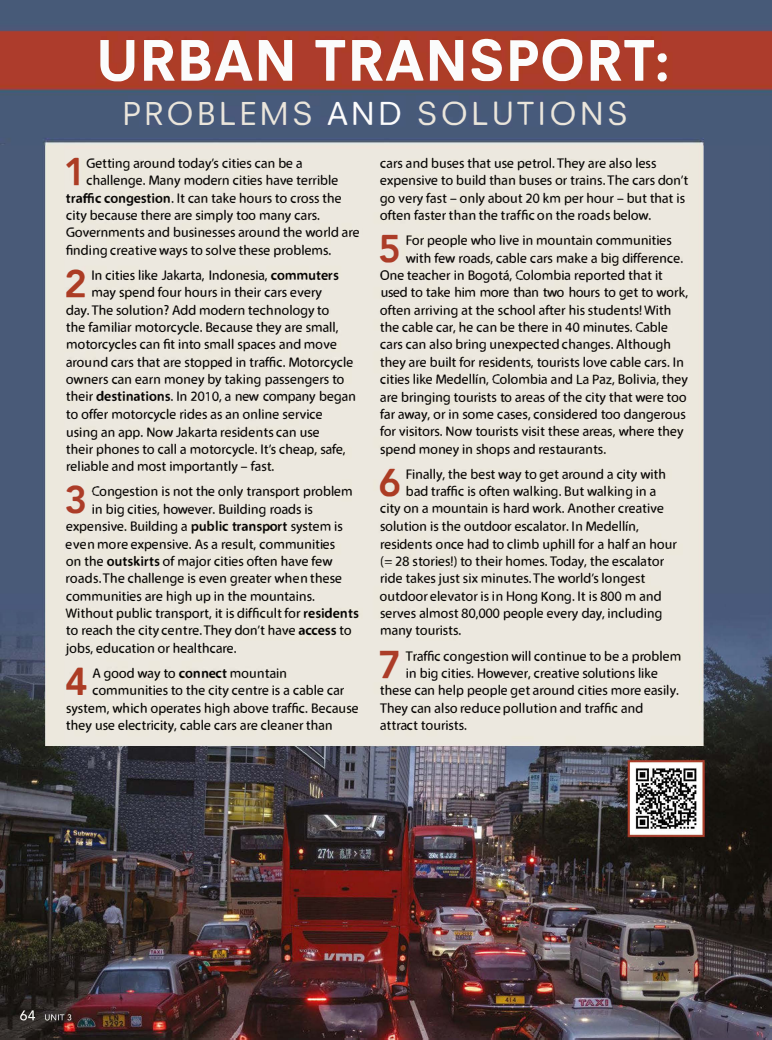 URBAN TRANSPORT:
PROBLEMS AND SOLUTIONS
1 Getting around today's cities can be a
challenge. Many modern cities have terrible
traffic congestion. It can take hours to cross the
city because there are simply too many cars.
Governments and businesses around the world are
finding creative ways to solve these problems.
2 In cities like Jakarta, Indonesia, commuters
may spend four hours in their cars every
day. The solution? Add modern technology to
the familiar motorcycle. Because they are small,
motorcycles can fit into small spaces and move
around cars that are stopped in traffic. Motorcycle
owners can earn money by taking passengers to
their destinations. In 2010, a new company began
to offer motorcycle rides as an online service
using an app. Now Jakarta residents can use
their phones to call a motorcycle. It's cheap, safe,
reliable and most importantly – fast.
3 Congestion is not the only transport problem
in big cities, however. Building roads is
expensive. Building a public transport system is
even more expensive. As a result, communities
on the outskirts of major cities often have few
roads. The challenge is even greater when these
communities are high up in the mountains.
Without public transport, it is difficult for residents
to reach the city centre. They don't have access to
jobs, education or healthcare.
4 A good way to connect mountain
communities to the city centre is a cable car
system, which operates high above traffic. Because
they use electricity, cable cars are cleaner than
cars and buses that use petrol. They are also less
expensive to build than buses or trains. The cars don't
go very fast – only about 20 km per hour – but that is
often faster than the traffic on the roads below.
5 For people who live in mountain communities
with few roads, cable cars make a big difference.
One teacher in Bogotá, Colombia reported that it
used to take him more than two hours to get to work,
often arriving at the school after his students! With
the cable car, he can be there in 40 minutes. Cable
cars can also bring unexpected changes. Although
they are built for residents, tourists love cable cars. In
cities like Medellín, Colombia and La Paz, Bolivia, they
are bringing tourists to areas of the city that were too
far away, or in some cases, considered too dangerous
for visitors. Now tourists visit these areas, where they
spend money in shops and restaurants.
6 Finally, the best way to get around a city with
bad traffic is often walking. But walking in a
city on a mountain is hard work. Another creative
solution is the outdoor escalator. In Medellín,
residents once had to climb uphill for a half an hour
(= 28 stories!) to their homes. Today, the escalator
ride takes just six minutes. The world's longest
outdoor elevator is in Hong Kong. It is 800 m and
serves almost 80,000 people every day, including
many tourists.
7 Traffic congestion will continue to be a problem
in big cities. However, creative solutions like
these can help people get around cities more easily.
They can also reduce pollution and traffic and
attract tourists.
Subway
3x
271x
KMB
TAXI
TAXI
414
64 UNIT 3